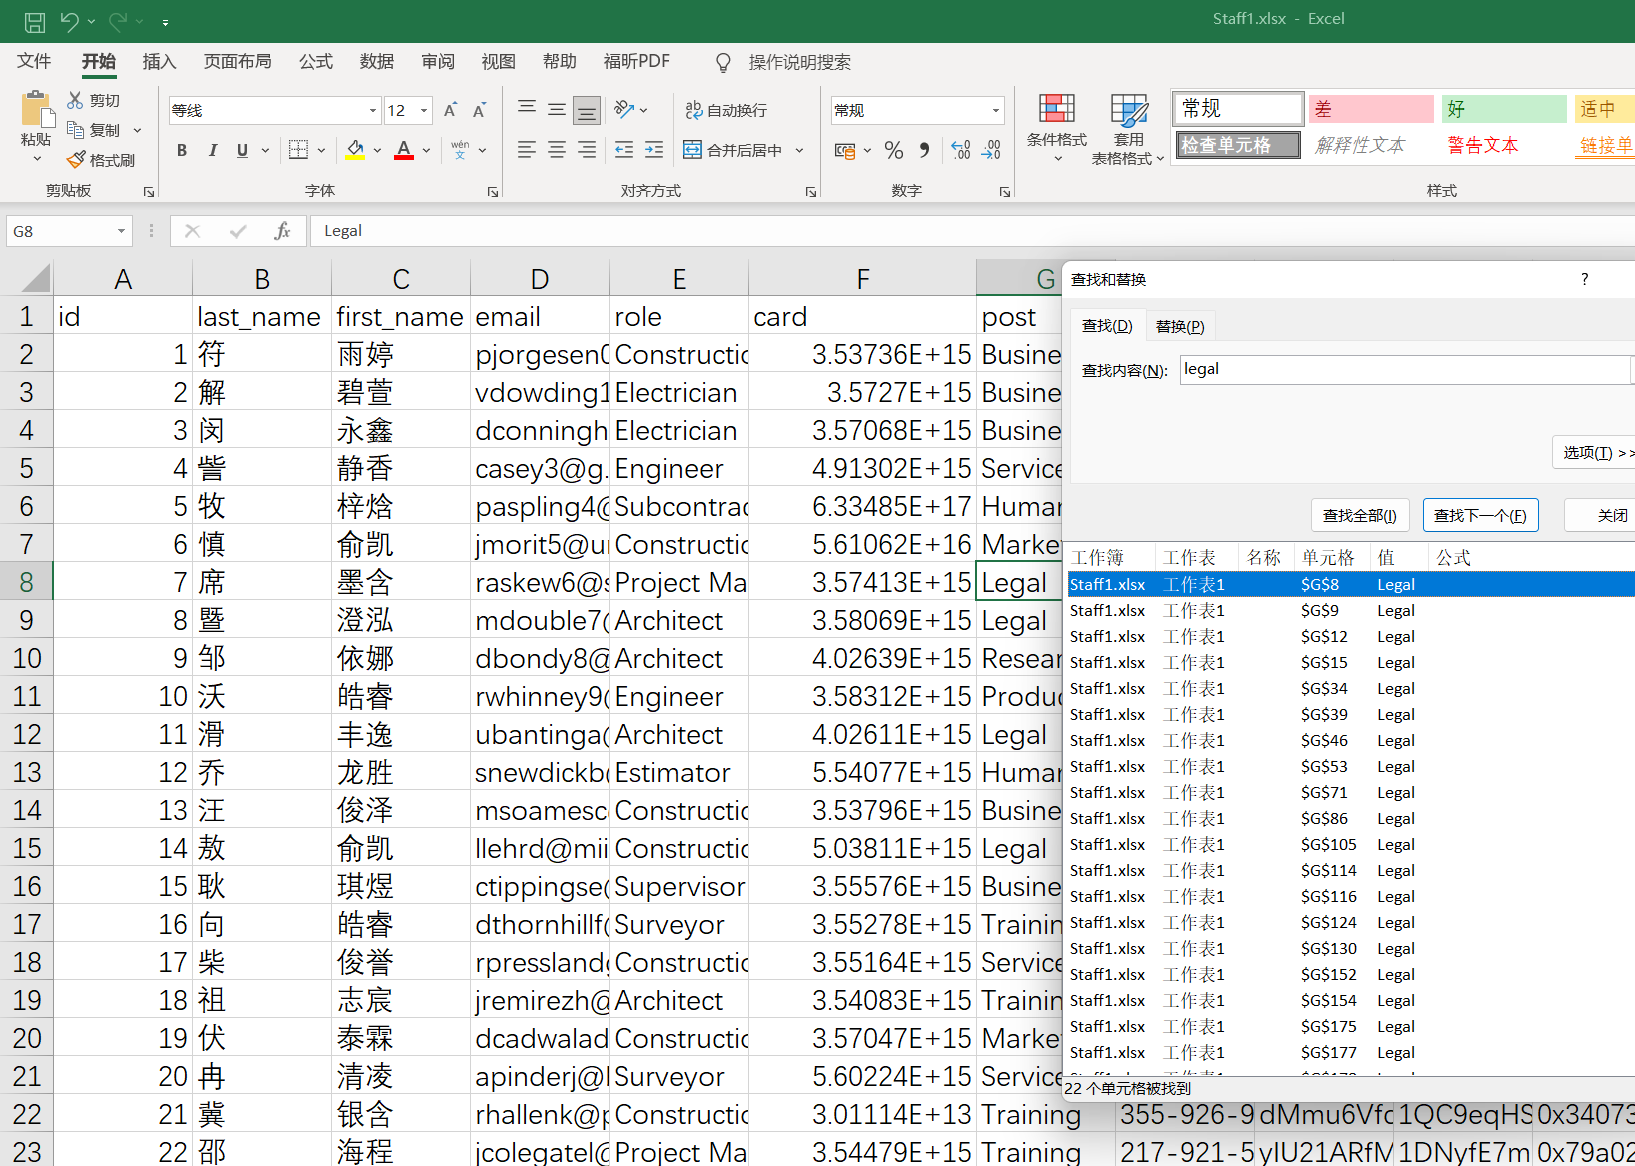 Staff1.xlsx - Excel
文件 开始 插入 页面布局 公式 数据 审阅 视图 帮助 福昕PDF 操作说明搜索
粘贴 剪切 复制 格式刷 剪贴板
等线 12 B I U A wén 文 字体
自动换行 合并后居中 对齐方式
常规 % 数字
条件格式 套用 表格格式
常规 差 好 适中
检查单元格 解释性文本 警告文本 链接单
样式
G8 fx Legal
A B C D E F G
1 id last_name first_name email role card post
2 1 符 雨婷 pjorgesen0 Constructio 3.53736E+15 Busine
3 2 解 碧萱 vdowding1 Electrician 3.5727E+15 Busine
4 3 闵 永鑫 dconningh Electrician 3.57068E+15 Busine
5 4 訾 静香 casey3@g. Engineer 4.91302E+15 Service
6 5 牧 梓焓 paspling4@ Subcontrac 6.33485E+17 Human
7 6 慎 俞凯 jmorit5@u Constructio 5.61062E+16 Marke
8 7 席 墨含 raskew6@s Project Ma 3.57413E+15 Legal
9 8 暨 澄泓 mdouble7@ Architect 3.58069E+15 Legal
10 9 邹 依娜 dbondy8@ Architect 4.02639E+15 Resear
11 10 沃 皓睿 rwhinney9@ Engineer 3.58312E+15 Produc
12 11 滑 丰逸 ubantinga@ Architect 4.02611E+15 Legal
13 12 乔 龙胜 snewdickb@ Estimator 5.54077E+15 Human
14 13 汪 俊泽 msoamesc Constructio 3.53796E+15 Busine
15 14 敖 俞凯 llehrd@mii Constructio 5.03811E+15 Legal
16 15 耿 琪煜 ctippingse@ Supervisor 3.55576E+15 Busine
17 16 向 皓睿 dthornhillf@ Surveyor 3.55278E+15 Trainin
18 17 柴 俊誉 rpresslandg Constructio 3.55164E+15 Service
19 18 祖 志宸 jremirezh@ Architect 3.54083E+15 Trainin
20 19 伏 泰霖 dcadwalad Constructio 3.57047E+15 Marke
21 20 冉 清凌 apinderj@ Surveyor 5.60224E+15 Service
22 21 冀 银含 rhallenk@p Constructio 3.01114E+13 Training 355-926-9 dMmu6Vfc 1QC9eqHS 0x34073
23 22 邵 海程 jcolegatel@ Project Ma 3.54479E+15 Training 217-921-5 yIU21ARfM 1DNyfE7m 0x79a02
查找和替换 ?
查找(D) 替换(P)
查找内容(N): legal
选项(T) >>
查找全部(I) 查找下一个(F) 关闭
工作簿 工作表 名称 单元格 值 公式
Staff1.xlsx 工作表1 $G$8 Legal
Staff1.xlsx 工作表1 $G$9 Legal
Staff1.xlsx 工作表1 $G$12 Legal
Staff1.xlsx 工作表1 $G$15 Legal
Staff1.xlsx 工作表1 $G$34 Legal
Staff1.xlsx 工作表1 $G$39 Legal
Staff1.xlsx 工作表1 $G$46 Legal
Staff1.xlsx 工作表1 $G$53 Legal
Staff1.xlsx 工作表1 $G$71 Legal
Staff1.xlsx 工作表1 $G$86 Legal
Staff1.xlsx 工作表1 $G$105 Legal
Staff1.xlsx 工作表1 $G$114 Legal
Staff1.xlsx 工作表1 $G$116 Legal
Staff1.xlsx 工作表1 $G$124 Legal
Staff1.xlsx 工作表1 $G$130 Legal
Staff1.xlsx 工作表1 $G$152 Legal
Staff1.xlsx 工作表1 $G$154 Legal
Staff1.xlsx 工作表1 $G$175 Legal
Staff1.xlsx 工作表1 $G$177 Legal
22 个单元格被找到